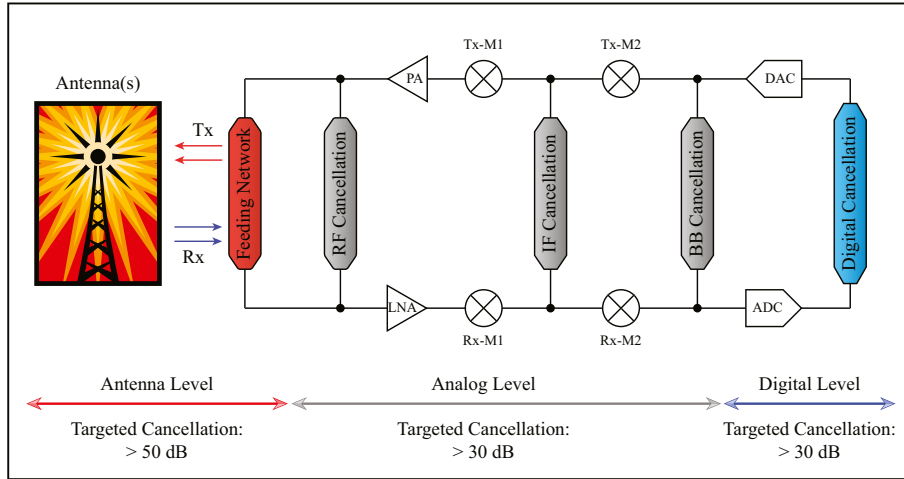 Tx-M1
Tx-M2
Antenna(s)
PA
DAC
Tx
Feeding Network
RF Cancellation
IF Cancellation
BB Cancellation
Digital Cancellation
Rx
LNA
ADC
Rx-M1
Rx-M2
Antenna Level
Analog Level
Digital Level
Targeted Cancellation:
> 50 dB
Targeted Cancellation:
> 30 dB
Targeted Cancellation:
> 30 dB